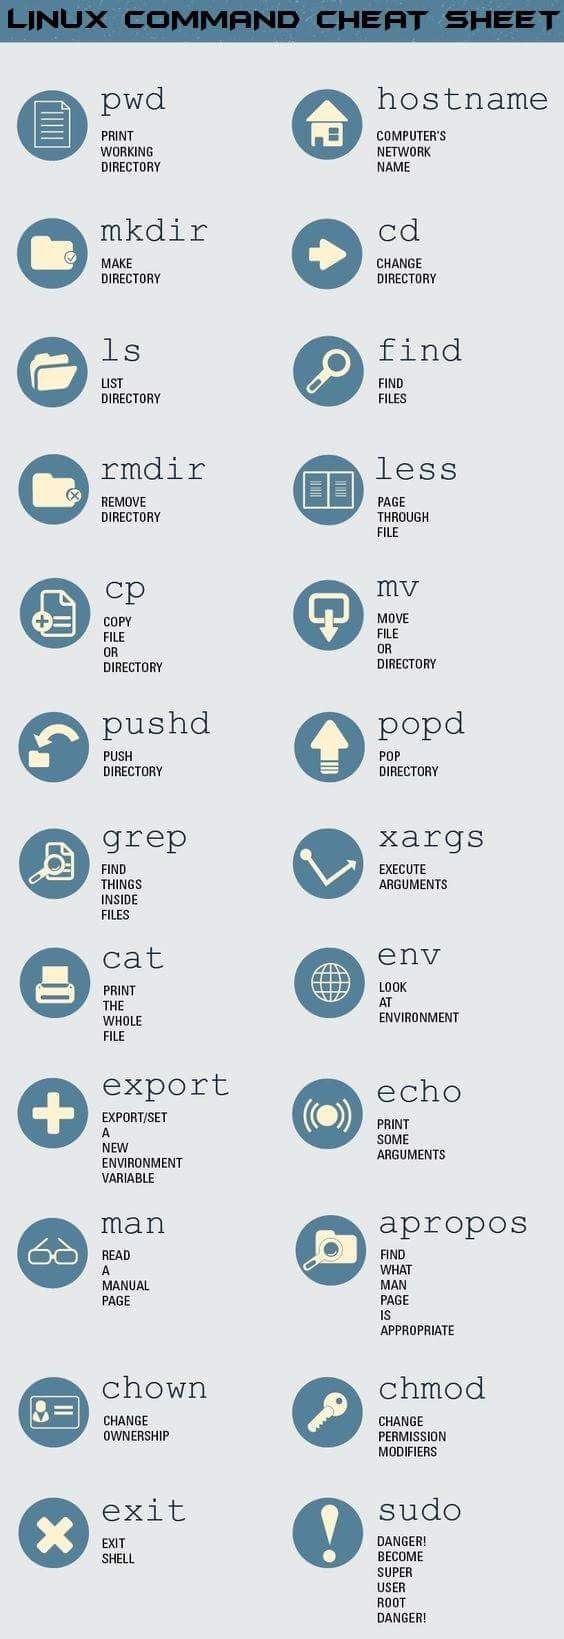 LINUX COMMAND CHEAT SHEET
pwd
PRINT
WORKING
DIRECTORY
hostname
COMPUTER'S
NETWORK
NAME
mkdir
MAKE
DIRECTORY
cd
CHANGE
DIRECTORY
ls
LIST
DIRECTORY
find
FIND
FILES
rmdir
REMOVE
DIRECTORY
less
PAGE
THROUGH
FILE
cp
COPY
FILE
OR
DIRECTORY
mv
MOVE
FILE
OR
DIRECTORY
pushd
PUSH
DIRECTORY
popd
POP
DIRECTORY
grep
FIND
THINGS
INSIDE
FILES
xargs
EXECUTE
ARGUMENTS
cat
PRINT
THE
WHOLE
FILE
env
LOOK
AT
ENVIRONMENT
export
EXPORT/SET
A
NEW
ENVIRONMENT
VARIABLE
echo
PRINT
SOME
ARGUMENTS
man
READ
A
MANUAL
PAGE
apropos
FIND
WHAT
MAN
PAGE
IS
APPROPRIATE
chown
CHANGE
OWNERSHIP
chmod
CHANGE
PERMISSION
MODIFIERS
exit
EXIT
SHELL
sudo
DANGER!
BECOME
SUPER
USER
ROOT
DANGER!